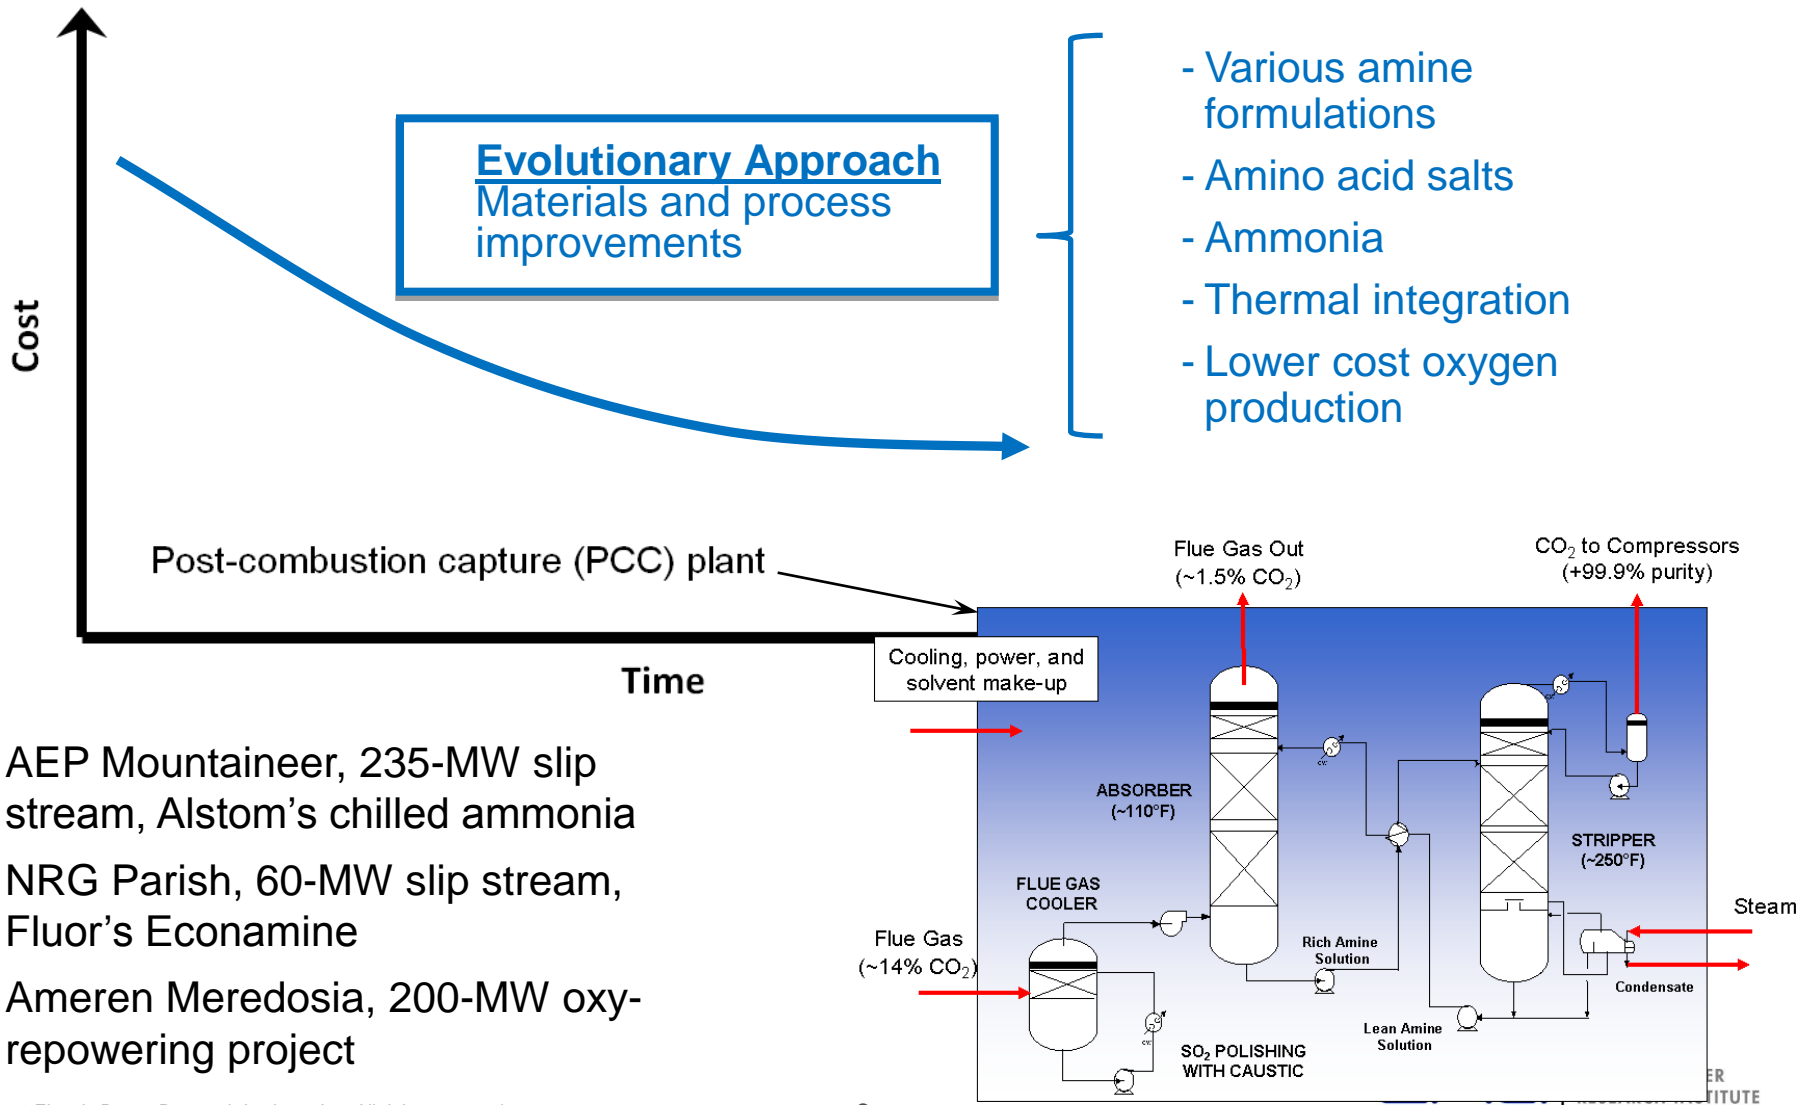 - Various amine
formulations
- Amino acid salts
- Ammonia
- Thermal integration
- Lower cost oxygen
production
Evolutionary Approach
Materials and process
improvements
Cost
Time
Post-combustion capture (PCC) plant
Flue Gas Out
(~1.5% CO2)
CO2 to Compressors
(+99.9% purity)
Cooling, power, and
solvent make-up
ABSORBER
(~110°F)
STRIPPER
(~250°F)
FLUE GAS
COOLER
Flue Gas
(~14% CO2)
Rich Amine
Solution
Lean Amine
Solution
Steam
Condensate
SO2 POLISHING
WITH CAUSTIC
AEP Mountaineer, 235-MW slip
stream, Alstom’s chilled ammonia
NRG Parish, 60-MW slip stream,
Fluor’s Econamine
Ameren Meredosia, 200-MW oxy-
repowering project